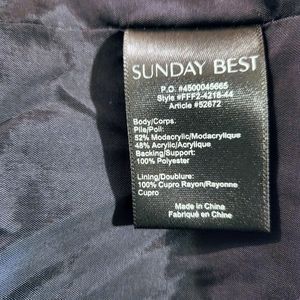 SUNDAY BEST
P.O. #4500045665
Style #FFF2-4218-44
Article #52672
Body/Corps:
Pile/Poil:
52% Modacrylic/Modacrylique
48% Acrylic/Acrylique
Backing/Support:
100% Polyester
Lining/Doublure:
100% Cupro Rayon/Rayonne
Cupro
Made in China
Fabriqué en Chine